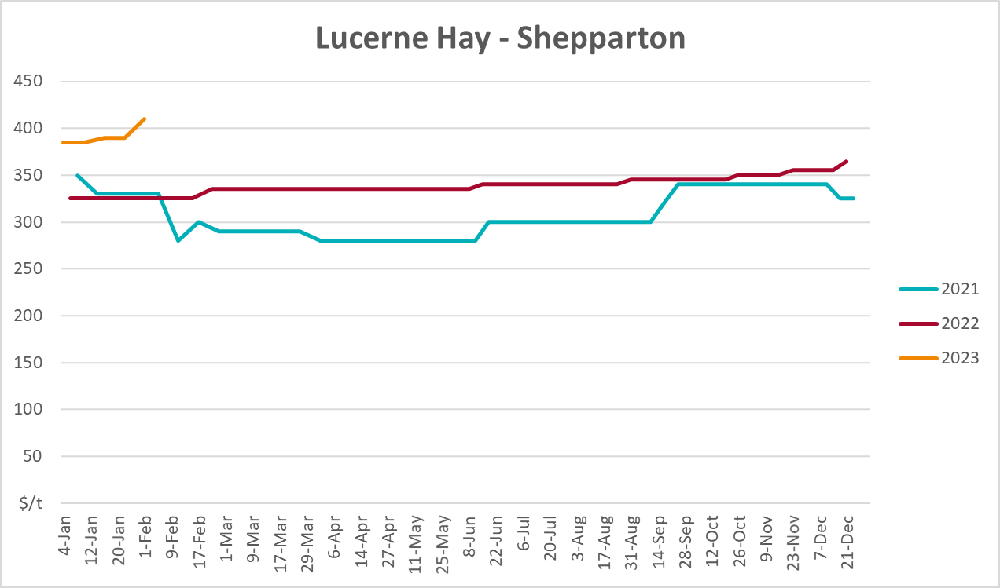 Lucerne Hay - Shepparton
450
400
350
300
250
200
150
100
50
$/t
4-Jan
12-Jan
20-Jan
1-Feb
9-Feb
17-Feb
1-Mar
9-Mar
17-Mar
29-Mar
6-Apr
14-Apr
27-Apr
11-May
25-May
8-Jun
22-Jun
6-Jul
20-Jul
3-Aug
17-Aug
31-Aug
14-Sep
28-Sep
12-Oct
26-Oct
9-Nov
23-Nov
7-Dec
21-Dec
2021
2022
2023